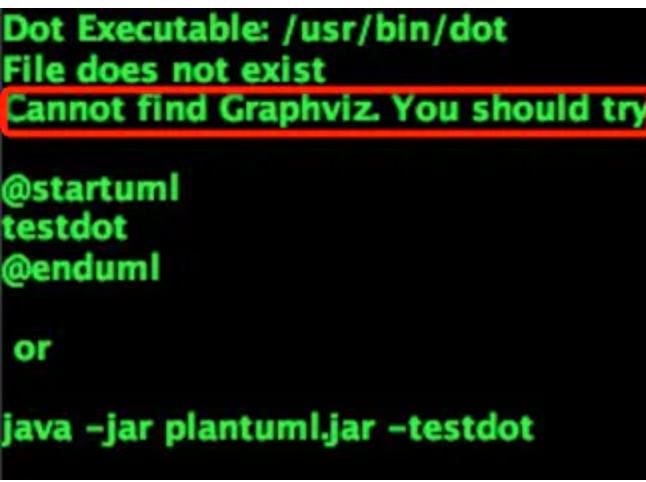 Dot Executable: /usr/bin/dot
File does not exist
Cannot find Graphviz. You should try
@startuml
testdot
@enduml
or
java -jar plantuml.jar -testdot